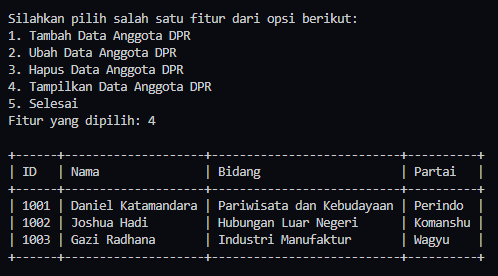 Silahkan pilih salah satu fitur dari opsi berikut:
1. Tambah Data Anggota DPR
2. Ubah Data Anggota DPR
3. Hapus Data Anggota DPR
4. Tampilkan Data Anggota DPR
5. Selesai
Fitur yang dipilih: 4

+------+--------------------+---------------------------+----------+
| ID   | Nama               | Bidang                    | Partai   |
+------+--------------------+---------------------------+----------+
| 1001 | Daniel Katamandara | Pariwisata dan Kebudayaan | Perindo  |
| 1002 | Joshua Hadi        | Hubungan Luar Negeri      | Komanshu |
| 1003 | Gazi Radhana       | Industri Manufaktur       | Wagyu    |
+------+--------------------+---------------------------+----------+